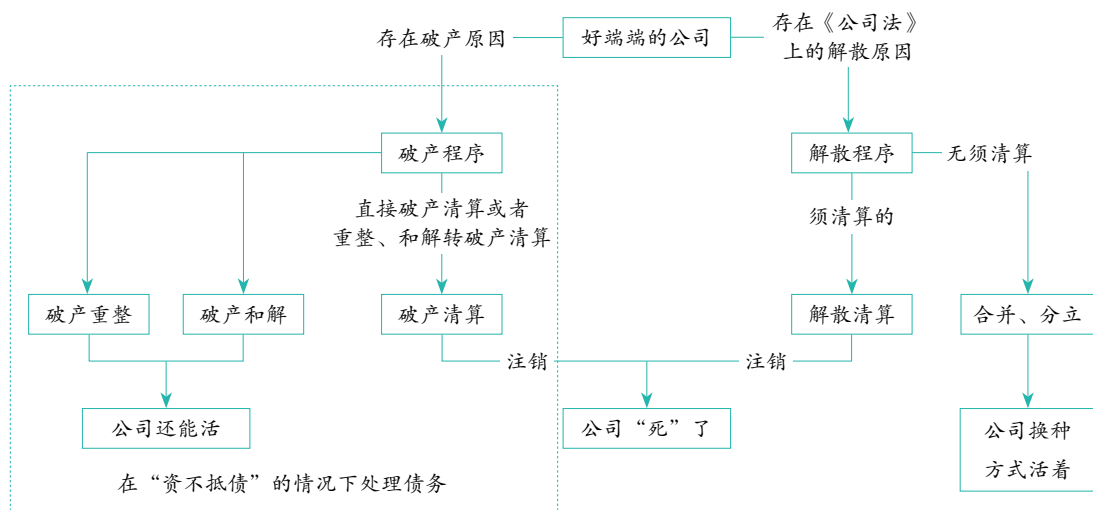 存在破产原因
好端端的公司
存在《公司法》
上的解散原因
破产程序
解散程序
无须清算
直接破产清算或者
重整、和解转破产清算
须清算的
破产重整
破产和解
破产清算
解散清算
合并、分立
注销
注销
公司还能活
公司“死”了
公司换种
方式活着
在“资不抵债”的情况下处理债务